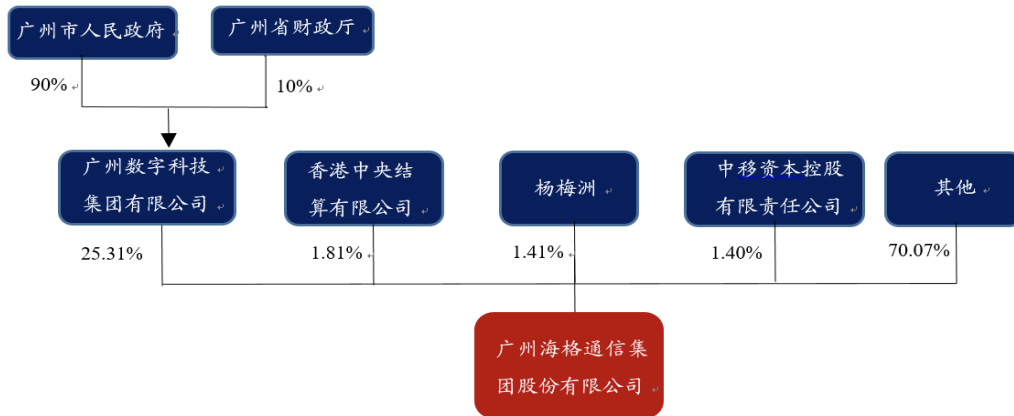 广州市人民政府
广州省财政厅
90%
10%
广州数字科技
集团有限公司
香港中央结
算有限公司
杨梅洲
中移资本控股
有限责任公司
其他
25.31%
1.81%
1.41%
1.40%
70.07%
广州海格通信集
团股份有限公司